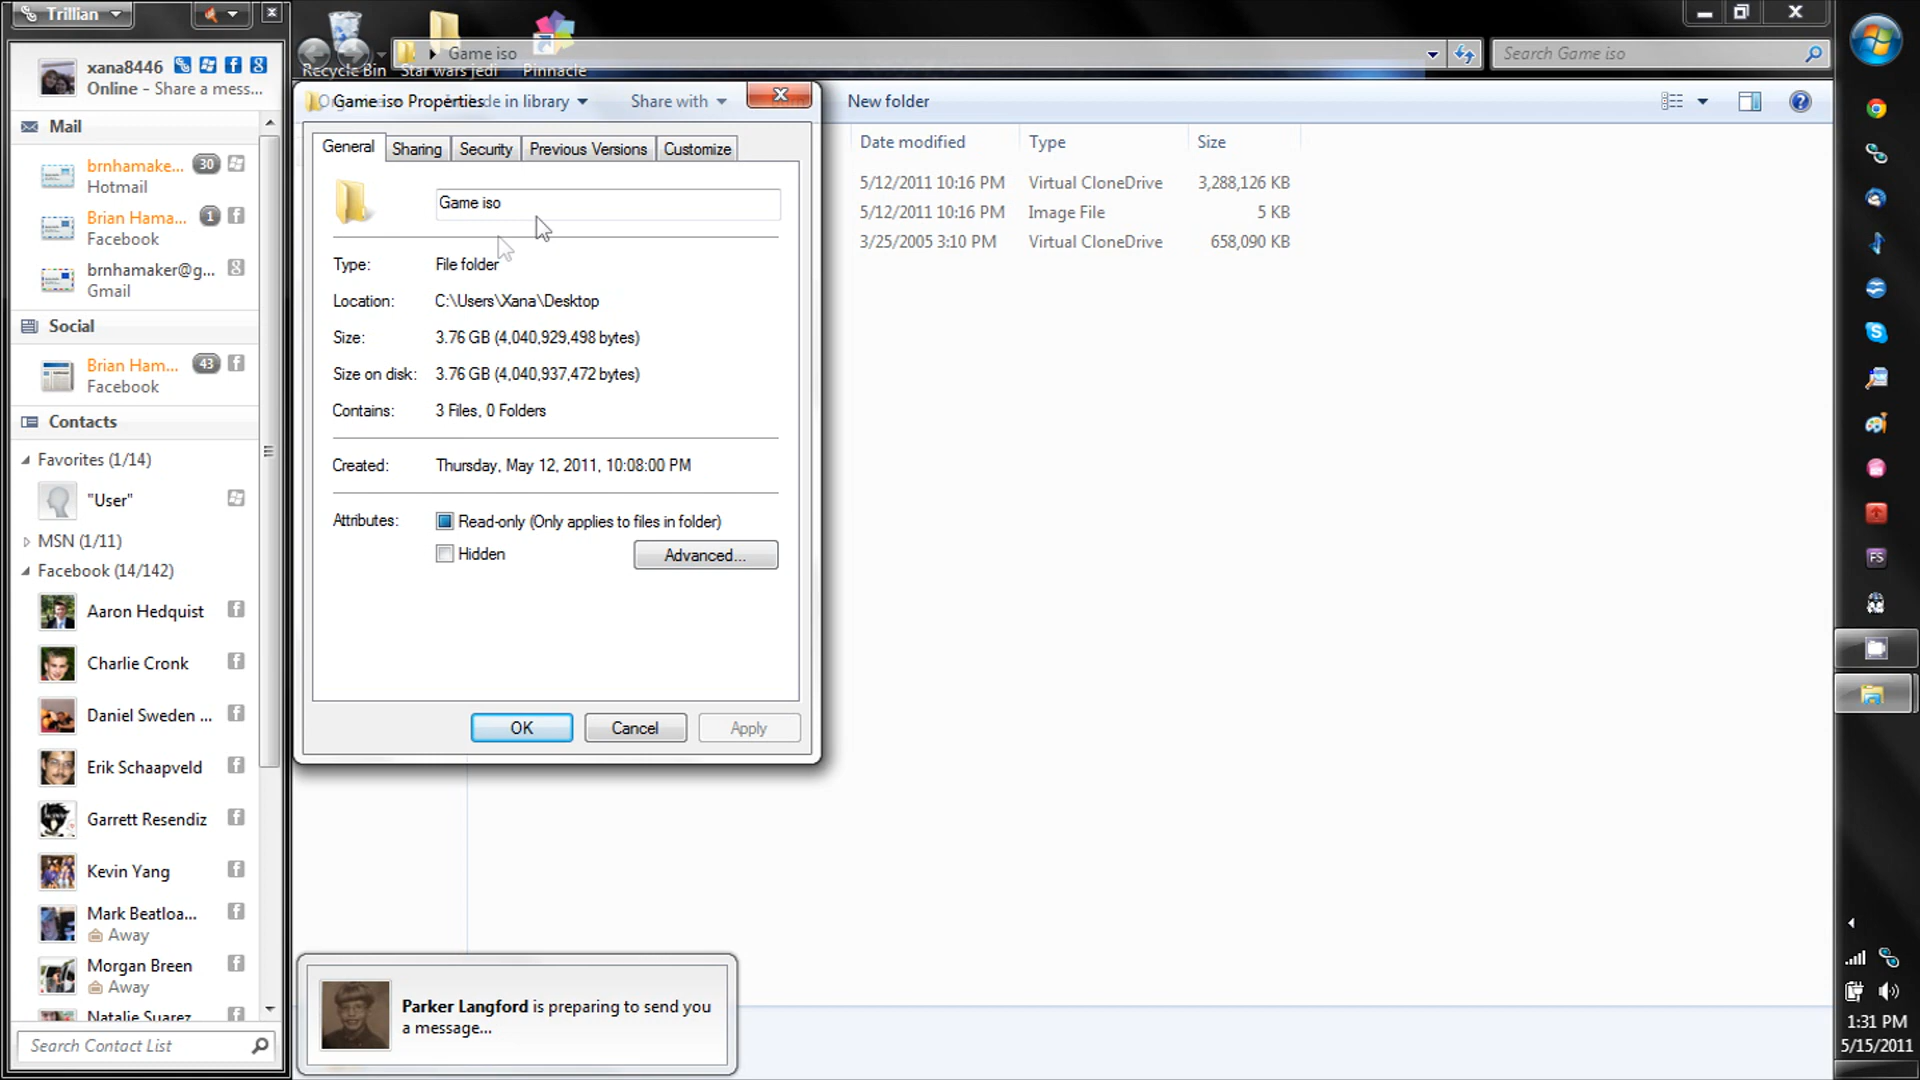 Trillian
xana8446
Online - Share a mess...
Mail
brnhamake... 30
Hotmail
Brian Hama... 1
Facebook
brnhamaker@g...
Gmail
Social
Brian Ham... 43
Facebook
Contacts
Favorites (1/14)
"User"
MSN (1/11)
Facebook (14/142)
Aaron Hedquist
Charlie Cronk
Daniel Sweden ...
Erik Schaapveld
Garrett Resendiz
Kevin Yang
Mark Beatloa...
Away
Morgan Breen
Away
Natalie Suarez
Search Contact List
Recycle Bin
Star wars jedi
Pinnacle
Game iso
Search Game iso
Game iso Properties
in library
Share with
New folder
Date modified Type Size
5/12/2011 10:16 PM Virtual CloneDrive 3,288,126 KB
5/12/2011 10:16 PM Image File 5 KB
3/25/2005 3:10 PM Virtual CloneDrive 658,090 KB
General Sharing Security Previous Versions Customize
Game iso
Type: File folder
Location: C:\Users\Xana\Desktop
Size: 3.76 GB (4,040,929,498 bytes)
Size on disk: 3.76 GB (4,040,937,472 bytes)
Contains: 3 Files, 0 Folders
Created: Thursday, May 12, 2011, 10:08:00 PM
Attributes: Read-only (Only applies to files in folder)
Hidden Advanced...
OK Cancel Apply
Parker Langford is preparing to send you
a message...
FS
1:31 PM
5/15/2011